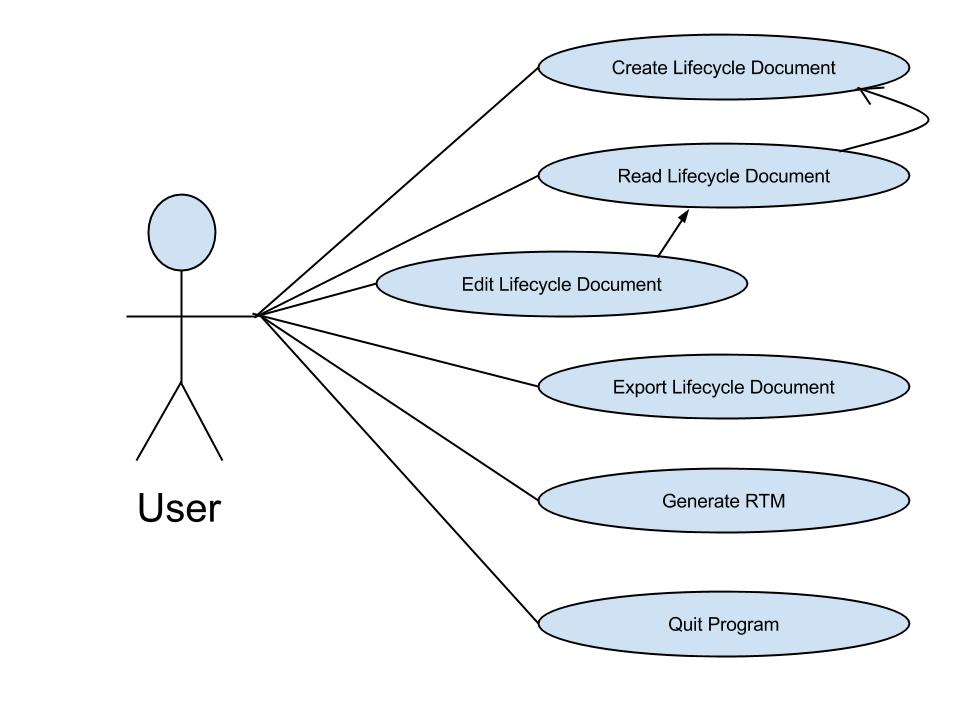 Create Lifecycle Document
Read Lifecycle Document
Edit Lifecycle Document
Export Lifecycle Document
User
Generate RTM
Quit Program